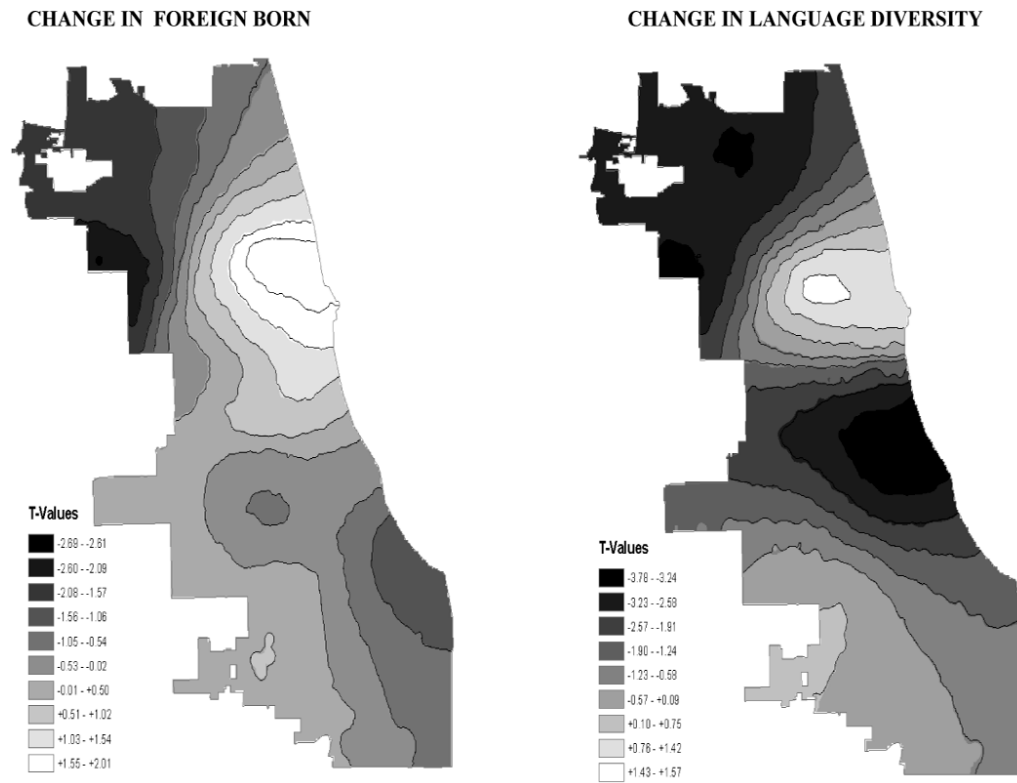 CHANGE IN FOREIGN BORN
CHANGE IN LANGUAGE DIVERSITY
T-Values
-2.69 - -2.61
-2.60 - -2.09
-2.08 - -1.57
-1.56 - -1.06
-1.05 - -0.54
-0.53 - -0.02
-0.01 - +0.50
+0.51 - +1.02
+1.03 - +1.54
+1.55 - +2.01
T-Values
-3.78 - -3.24
-3.23 - -2.58
-2.57 - -1.91
-1.90 - -1.24
-1.23 - -0.58
-0.57 - +0.09
+0.10 - +0.75
+0.76 - +1.42
+1.43 - +1.57